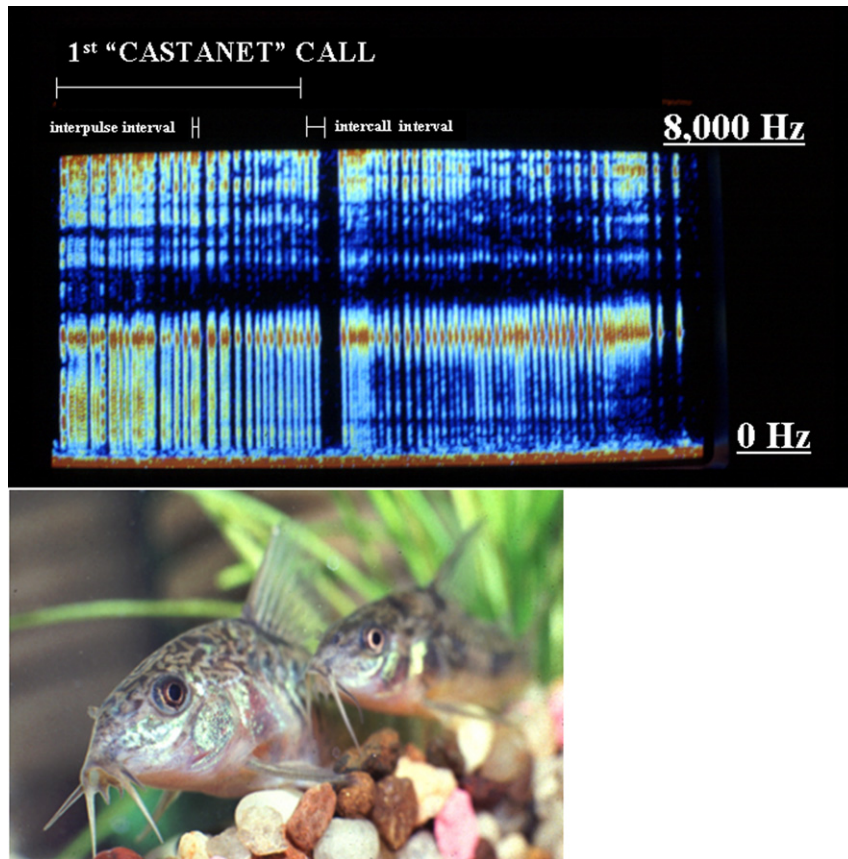 1st “CASTANET” CALL
interpulse interval
intercall interval
8,000 Hz
0 Hz